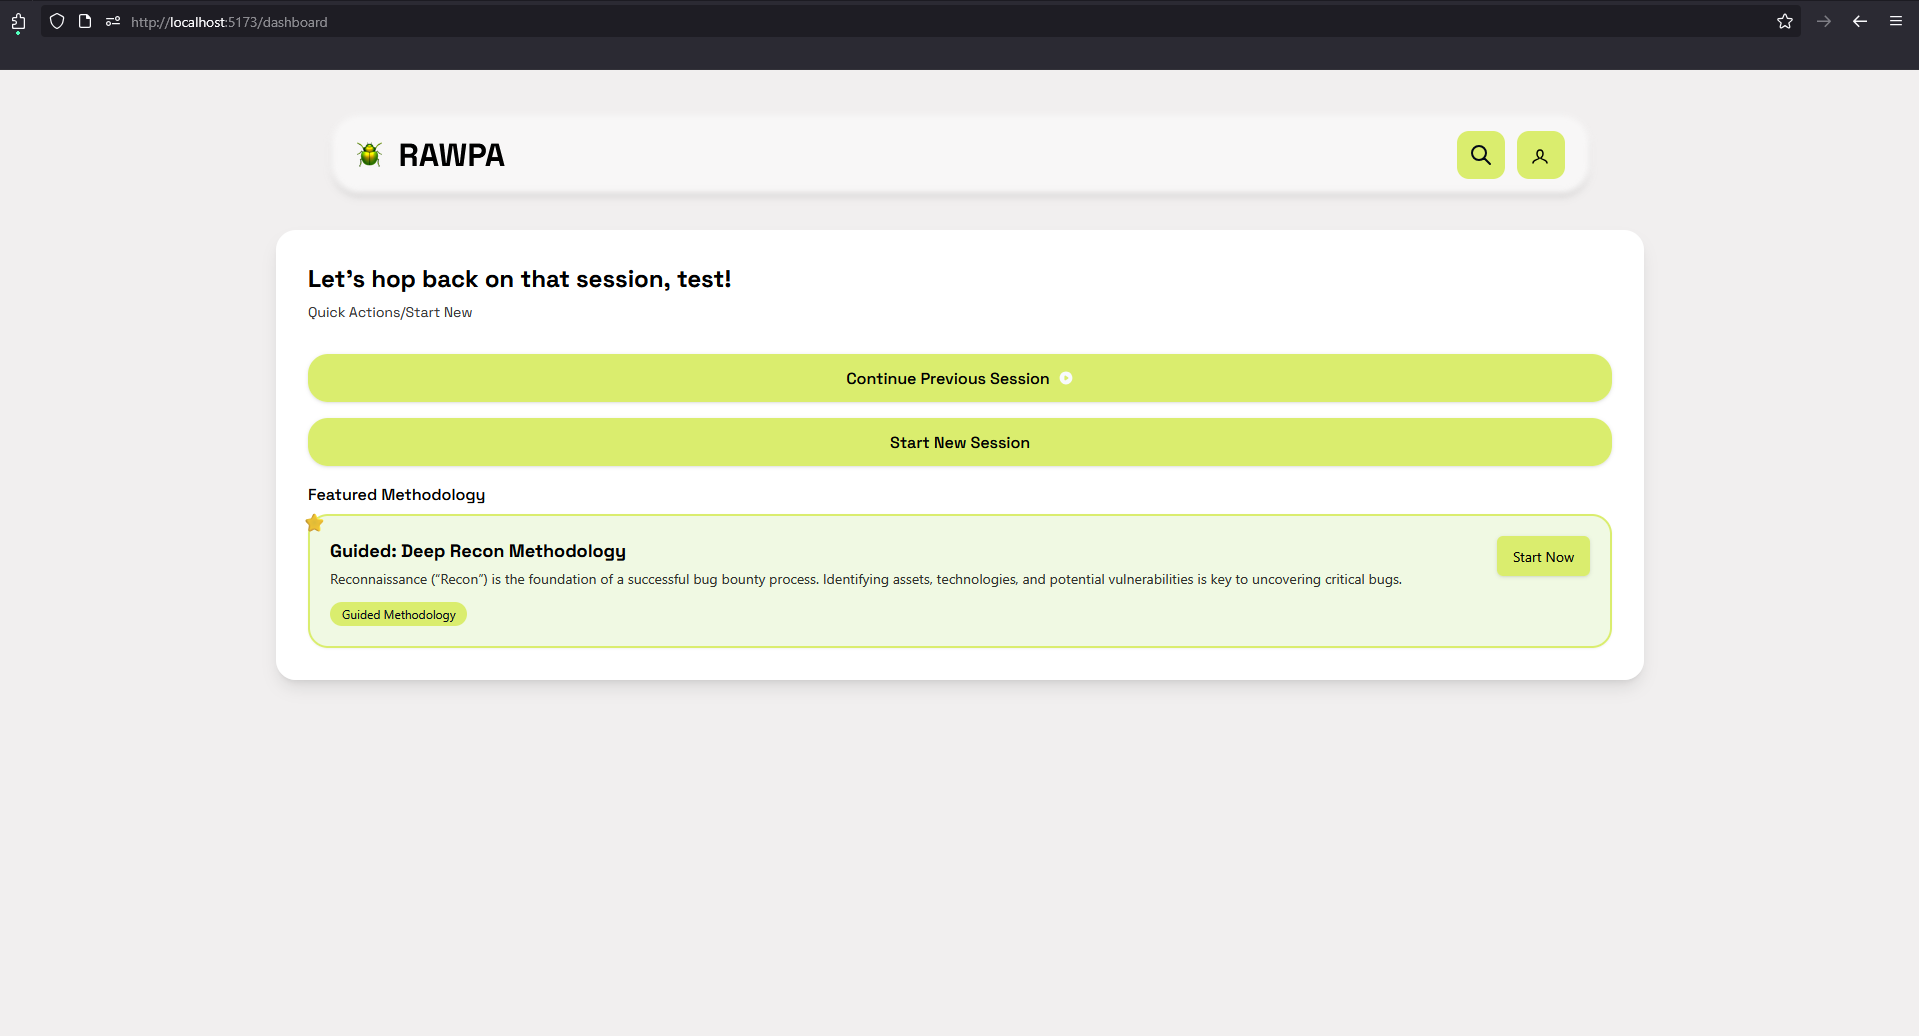 http://localhost:5173/dashboard
RAWPA
Let's hop back on that session, test!
Quick Actions/Start New
Continue Previous Session
Start New Session
Featured Methodology
Guided: Deep Recon Methodology
Start Now
Reconnaissance (“Recon”) is the foundation of a successful bug bounty process. Identifying assets, technologies, and potential vulnerabilities is key to uncovering critical bugs.
Guided Methodology